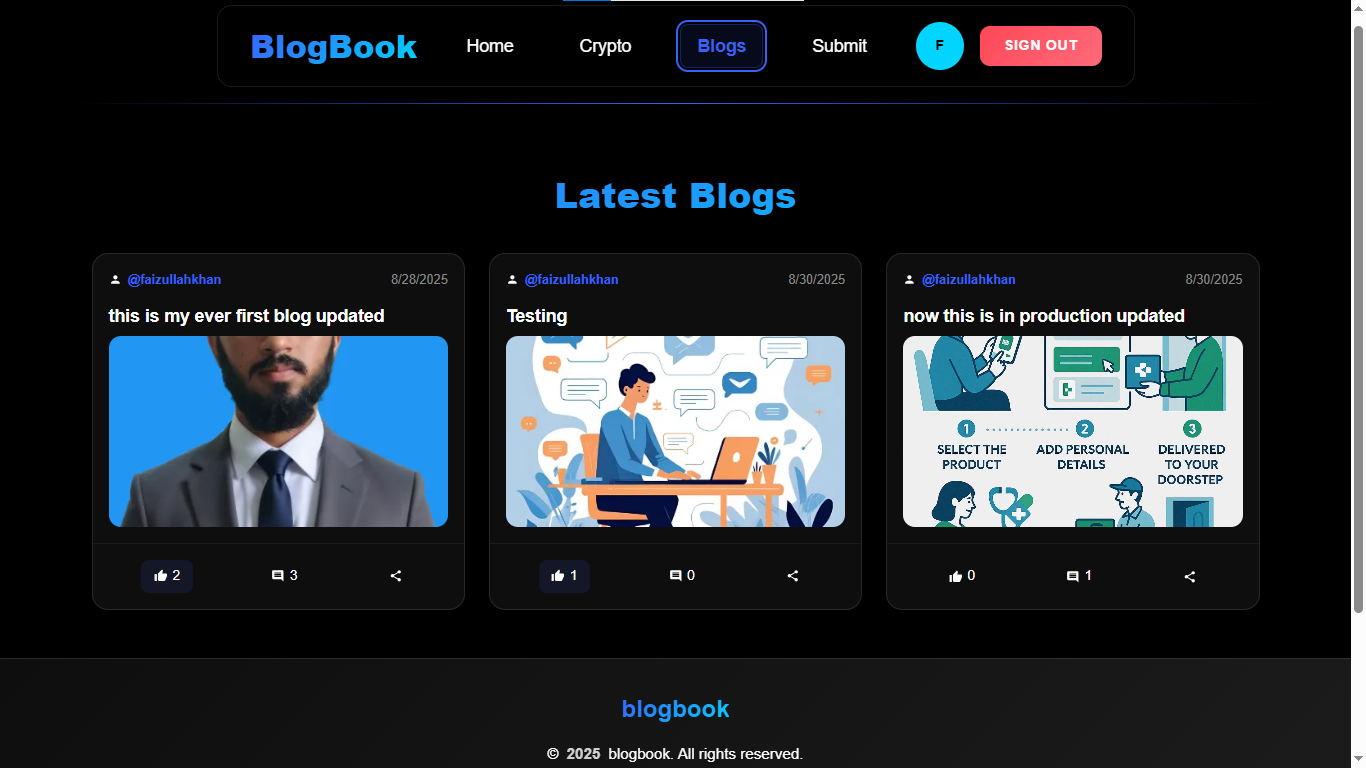 BlogBook Home Crypto Blogs Submit F SIGN OUT
Latest Blogs
@faizullahkhan 8/28/2025
this is my ever first blog updated
2 3
@faizullahkhan 8/30/2025
Testing
1 0
@faizullahkhan 8/30/2025
now this is in production updated
1 2 3
SELECT THE
PRODUCT
ADD PERSONAL
DETAILS
DELIVERED
TO YOUR
DOORSTEP
0 1
blogbook
© 2025 blogbook. All rights reserved.